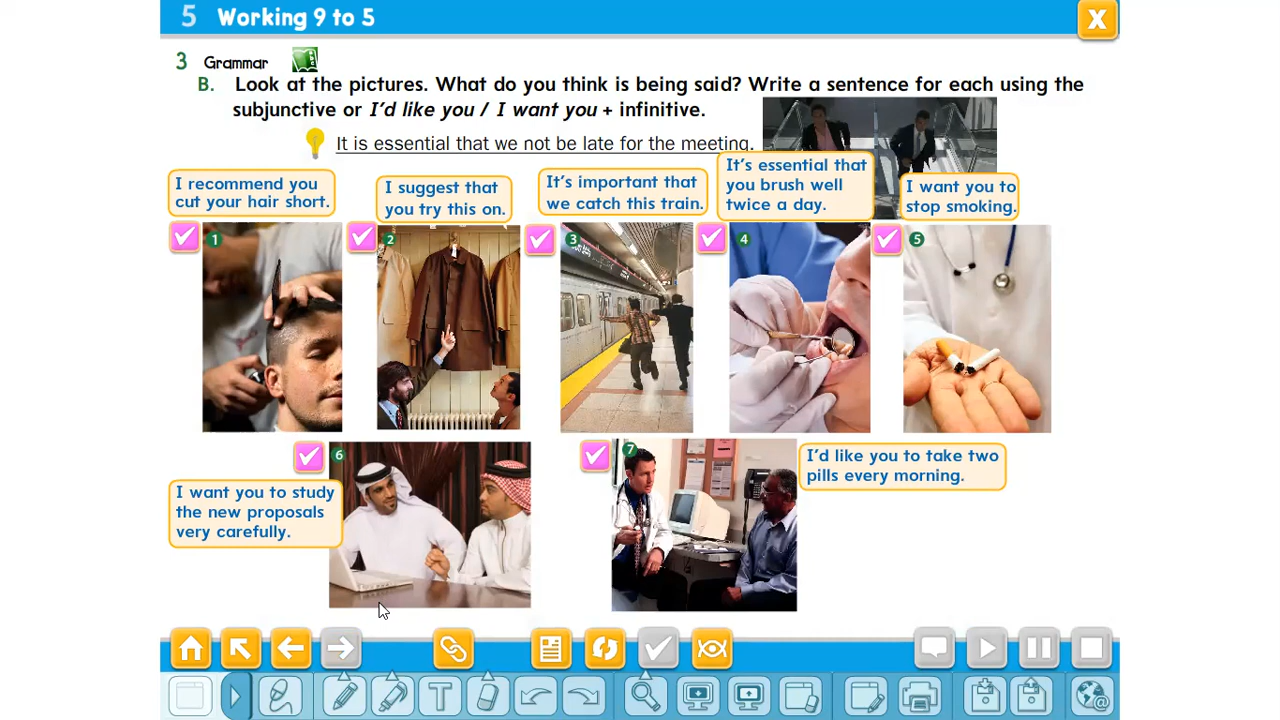 5 Working 9 to 5
X
3 Grammar
B. Look at the pictures. What do you think is being said? Write a sentence for each using the
subjunctive or I'd like you / I want you + infinitive.
It is essential that we not be late for the meeting.
I recommend you
cut your hair short.
I suggest that
you try this on.
It's important that
we catch this train.
It's essential that
you brush well
twice a day.
I want you to
stop smoking.
1
2
3
4
5
6
I want you to study
the new proposals
very carefully.
7
I'd like you to take two
pills every morning.
T
@